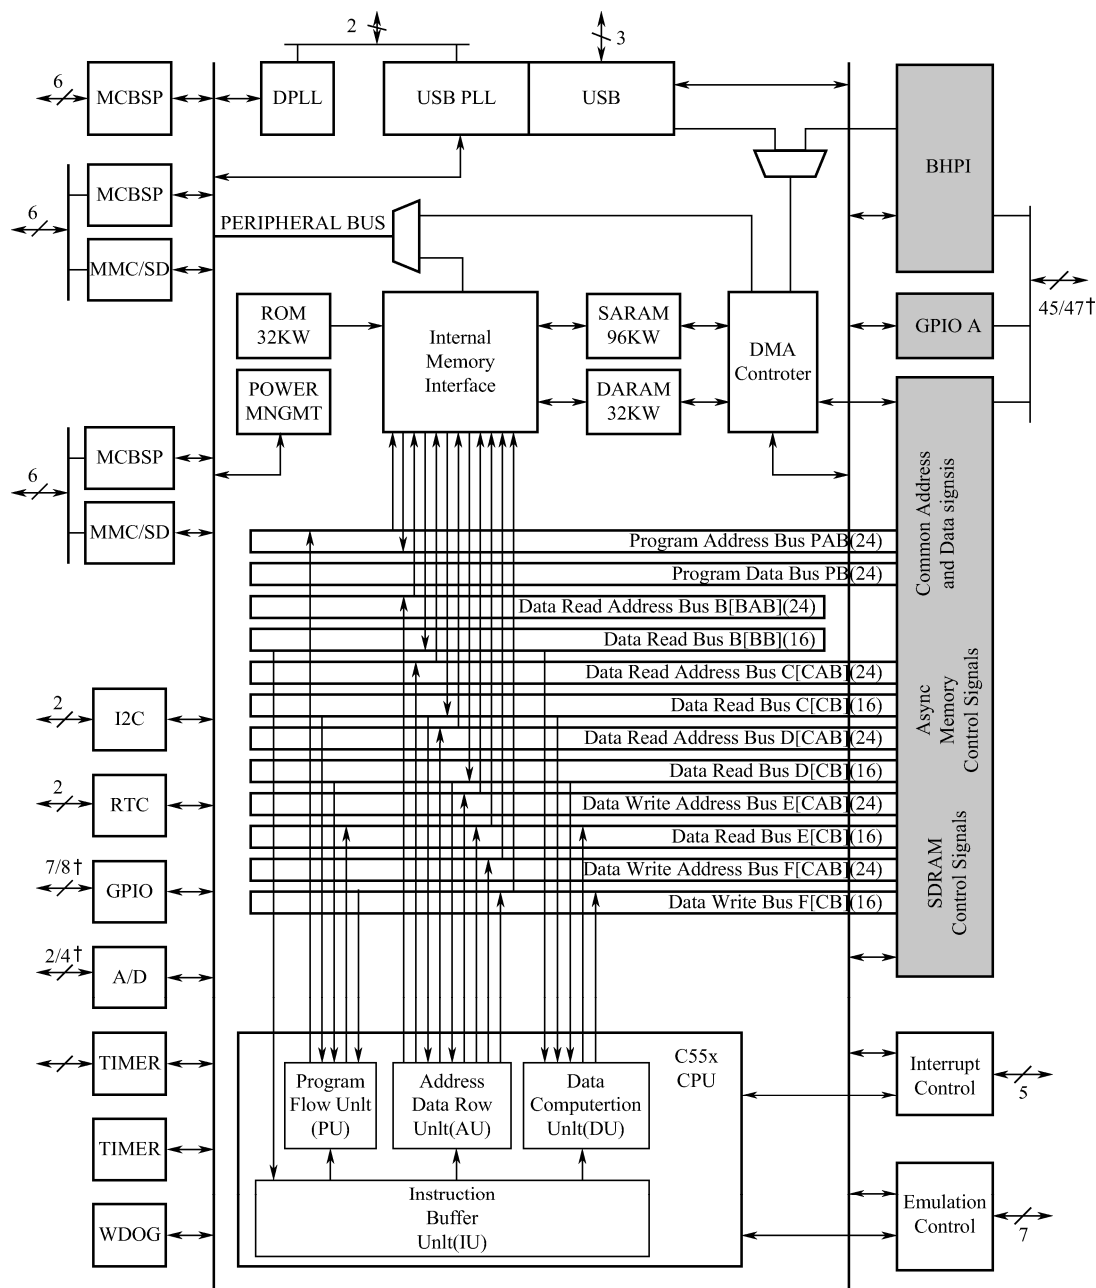 2
3
6
MCBSP
DPLL
USB PLL
USB
MCBSP
BHPI
6
PERIPHERAL BUS
MMC/SD
45/47†
ROM
32KW
Internal
Memory
Interface
SARAM
96KW
DMA
Controter
GPIO A
POWER
MNGMT
DARAM
32KW
MCBSP
6
MMC/SD
Common Address
and Data signsis
Program Address Bus PAB(24)
Program Data Bus PB(24)
Data Read Address Bus B[BAB](24)
Data Read Bus B[BB](16)
Data Read Address Bus C[CAB](24)
Data Read Bus C[CB](16)
Data Read Address Bus D[CAB](24)
Data Read Bus D[CB](16)
Data Write Address Bus E[CAB](24)
Data Read Bus E[CB](16)
Data Write Address Bus F[CAB](24)
Data Write Bus F[CB](16)
Async
Memory
Control Signals
SDRAM
Control Signals
2
I2C
2
RTC
7/8†
GPIO
2/4†
A/D
TIMER
TIMER
WDOG
C55x
CPU
Program
Flow Unlt
(PU)
Address
Data Row
Unlt(AU)
Data
Computertion
Unlt(DU)
Instruction
Buffer
Unlt(IU)
Interrupt
Control
5
Emulation
Control
7